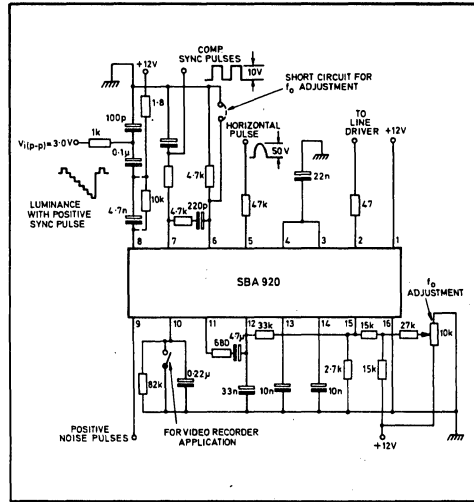 COMP.
SYNC PULSES
+12V
10V
SHORT CIRCUIT FOR
f₀ ADJUSTMENT
100p
1·8
HORIZONTAL
PULSE
TO
LINE
DRIVER
+12V
1k
Vi(p-p)=3.0V
50V
0.1μ
4.7k
22n
LUMINANCE
WITH POSITIVE
SYNC PULSE
10k
4·7n
4.7k
220p
47k
47
8
7
6
5
4
3
2
1
SBA 920
f₀
ADJUSTMENT
9
10
11
12
13
14
15
16
33k
15k
27k
10k
680
47μ
82k
0.22μ
33n
10n
10n
2·7k
15k
FOR VIDEO RECORDER
APPLICATION
POSITIVE
NOISE PULSES
+12V